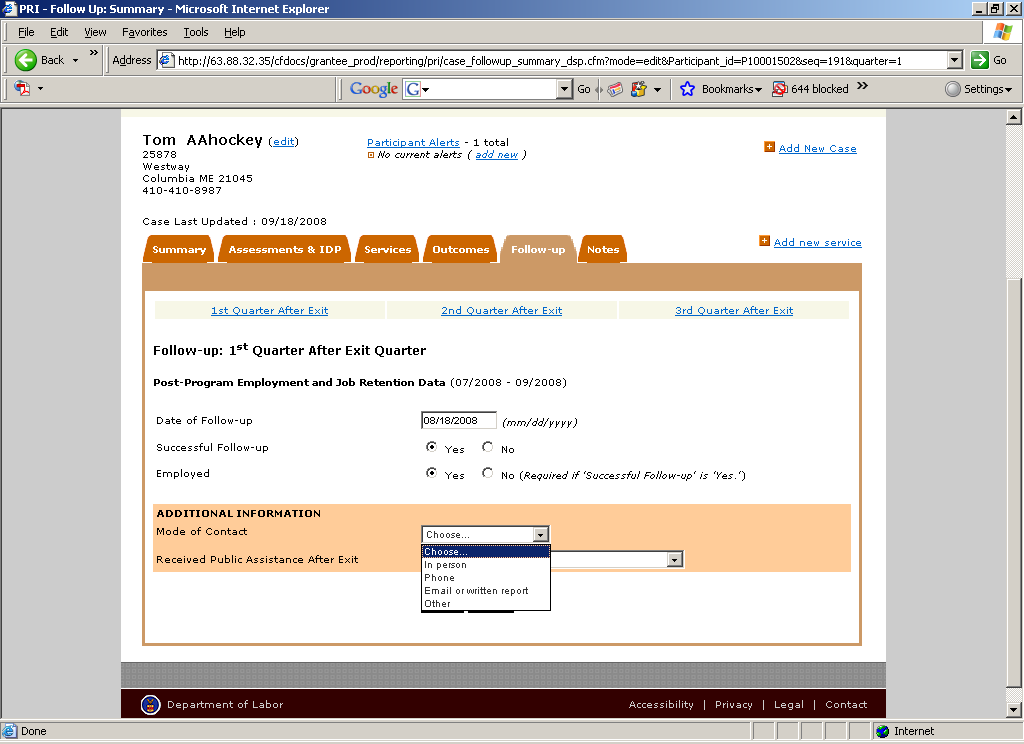 PRI - Follow Up: Summary - Microsoft Internet Explorer
File Edit View Favorites Tools Help
Back » Address http://63.88.32.35/cfdocs/grantee_prod/reporting/pri/case_followup_summary_dsp.cfm?mode=edit&Participant_id=P10001502&seq=191&quarter=1 Go
Google G Go Bookmarks 644 blocked » Settings
Tom AAhockey (edit)
Participant Alerts - 1 total
Add New Case
25878
No current alerts ( add new )
Westway
Columbia ME 21045
410-410-8987
Case Last Updated : 09/18/2008
Add new service
Summary Assessments & IDP Services Outcomes Follow-up Notes
1st Quarter After Exit 2nd Quarter After Exit 3rd Quarter After Exit
Follow-up: 1st Quarter After Exit Quarter
Post-Program Employment and Job Retention Data (07/2008 - 09/2008)
Date of Follow-up 08/18/2008 (mm/dd/yyyy)
Successful Follow-up Yes No
Employed Yes No (Required if 'Successful Follow-up' is 'Yes.')
ADDITIONAL INFORMATION
Mode of Contact Choose...
Choose...
Received Public Assistance After Exit
In person
Phone
Email or written report
Other
Department of Labor Accessibility | Privacy | Legal | Contact
Done Internet